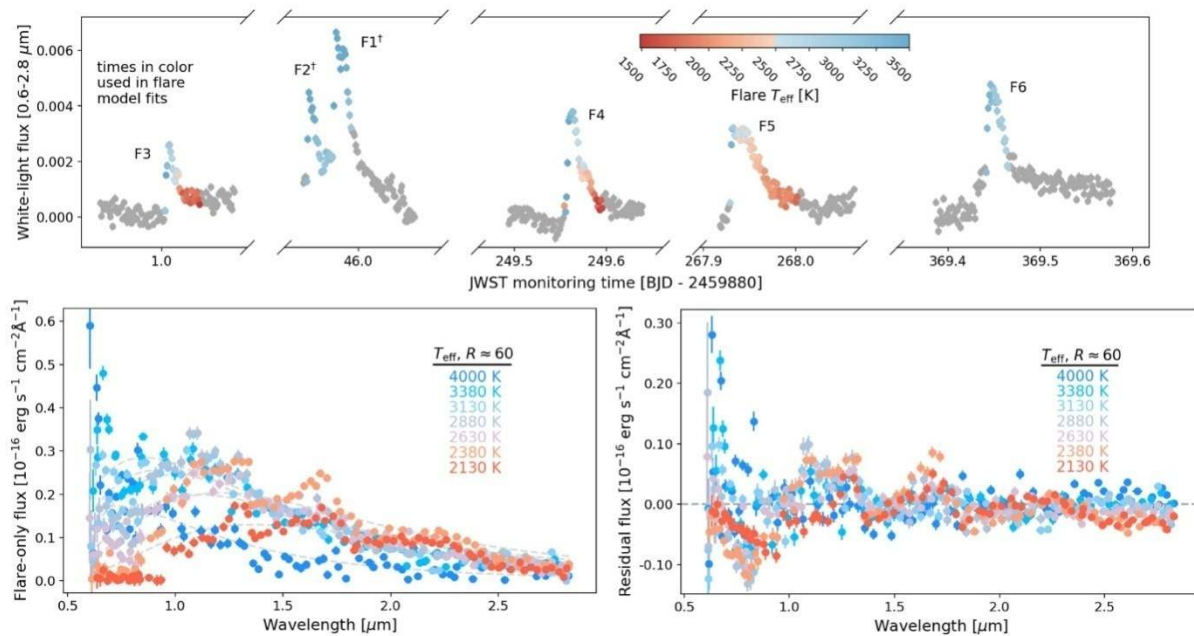 0.006
0.004
0.002
0.000
White-light flux [0.6-2.8 μm]
times in color
used in flare
model fits
F3
F2†
F1†
F4
F5
F6
1500
1750
2000
2250
2500
2600
2750
3000
3250
3500
Flare Teff [K]
1.0
46.0
249.5
249.6
267.9
268.0
369.4
369.5
369.6
JWST monitoring time [BJD - 2459880]
0.6
0.5
0.4
0.3
0.2
0.1
0.0
Flare-only flux [10⁻¹⁶ erg s⁻¹ cm⁻²Å⁻¹]
Teff, R ≈ 60
4000 K
3380 K
3130 K
2880 K
2630 K
2380 K
2130 K
0.5
1.0
1.5
2.0
2.5
Wavelength [μm]
0.30
0.20
0.10
0.00
-0.10
Residual flux [10⁻¹⁶ erg s⁻¹ cm⁻²Å⁻¹]
Teff, R ≈ 60
4000 K
3380 K
3130 K
2880 K
2630 K
2380 K
2130 K
0.5
1.0
1.5
2.0
2.5
Wavelength [μm]